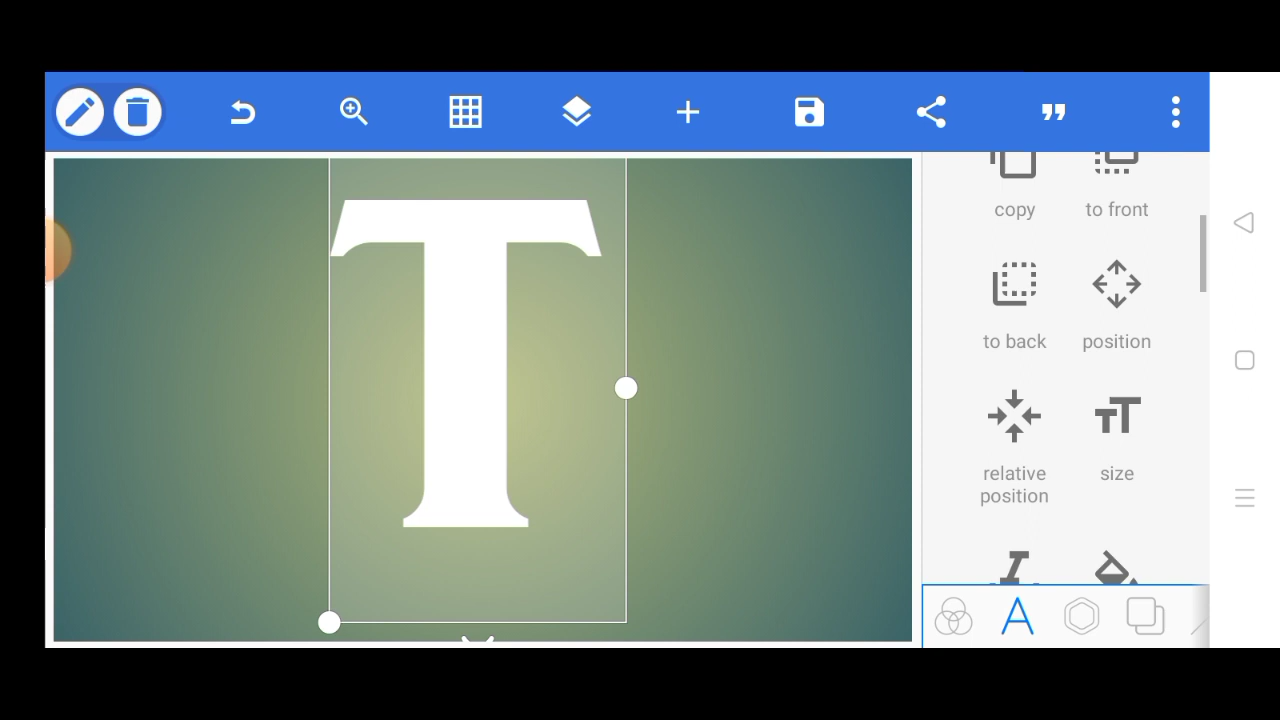 T
copy
to front
to back
position
relative
position
size